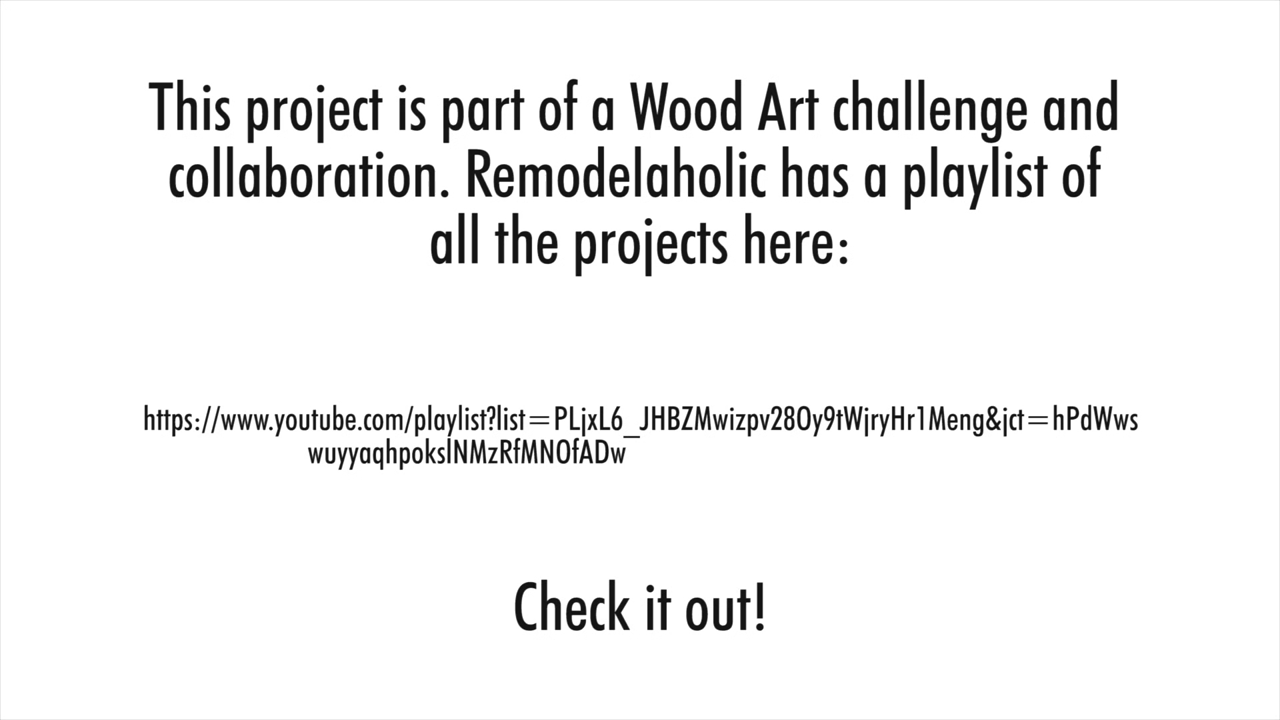 This project is part of a Wood Art challenge and
collaboration. Remodelaholic has a playlist of
all the projects here:
https://www.youtube.com/playlist?list=PLjxL6_JHBZMwizpv28Oy9tWjryHr1Meng&jct=hPdWws
wuyyaqhpokslNMzRfMNOfADw
Check it out!